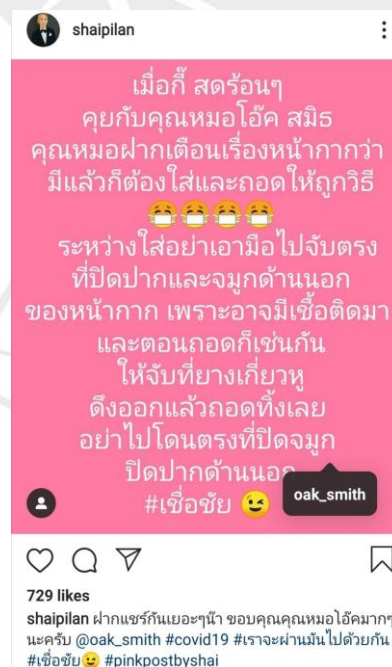 shaipilan
เมื่อกี๊ สดร้อนๆ
คุยกับคุณหมอโอ๊ค สมิธ
คุณหมอฝากเตือนเรื่องหน้ากากว่า
มีแล้วก็ต้องใส่และถอดให้ถูกวิธี
😷😷😷😷
ระหว่างใส่อย่าเอามือไปจับตรง
ที่ปิดปากและจมูกด้านนอก
ของหน้ากาก เพราะอาจมีเชื้อติดมา
และตอนถอดก็เช่นกัน
ให้จับที่ยางเกี่ยวหู
ดึงออกแล้วถอดทิ้งเลย
อย่าไปโดนตรงที่ปิดจมูก
ปิดปากด้านนอก
#เชื่อชัย 😉
oak_smith
729 likes
shaipilan ฝากแชร์กันเยอะๆน๊า ขอบคุณคุณหมอโอ๊คมากๆ
นะครับ @oak_smith #covid19 #เราจะผ่านมันไปด้วยกัน
#เชื่อชัย😉 #pinkpostbyshai